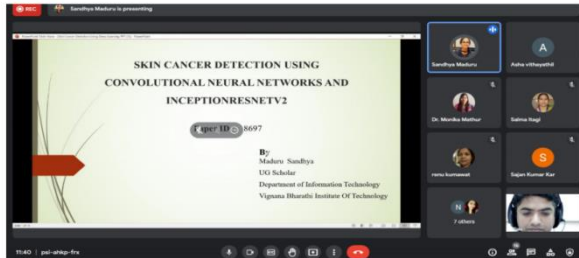 REC
Sandhya Maduru is presenting
SKIN CANCER DETECTION USING
CONVOLUTIONAL NEURAL NETWORKS AND
INCEPTIONRESNETV2
Paper ID 8697
By
Maduru Sandhya
UG Scholar
Department of Information Technology
Vignana Bharathi Institute Of Technology
Sandhya Maduru
A
Asha vithayathil
Dr. Monika Mathur
Salma Nagi
renu kumawat
S
Sajan Kumar Kar
N
7 others
11:40 | psi-ahkp-frx